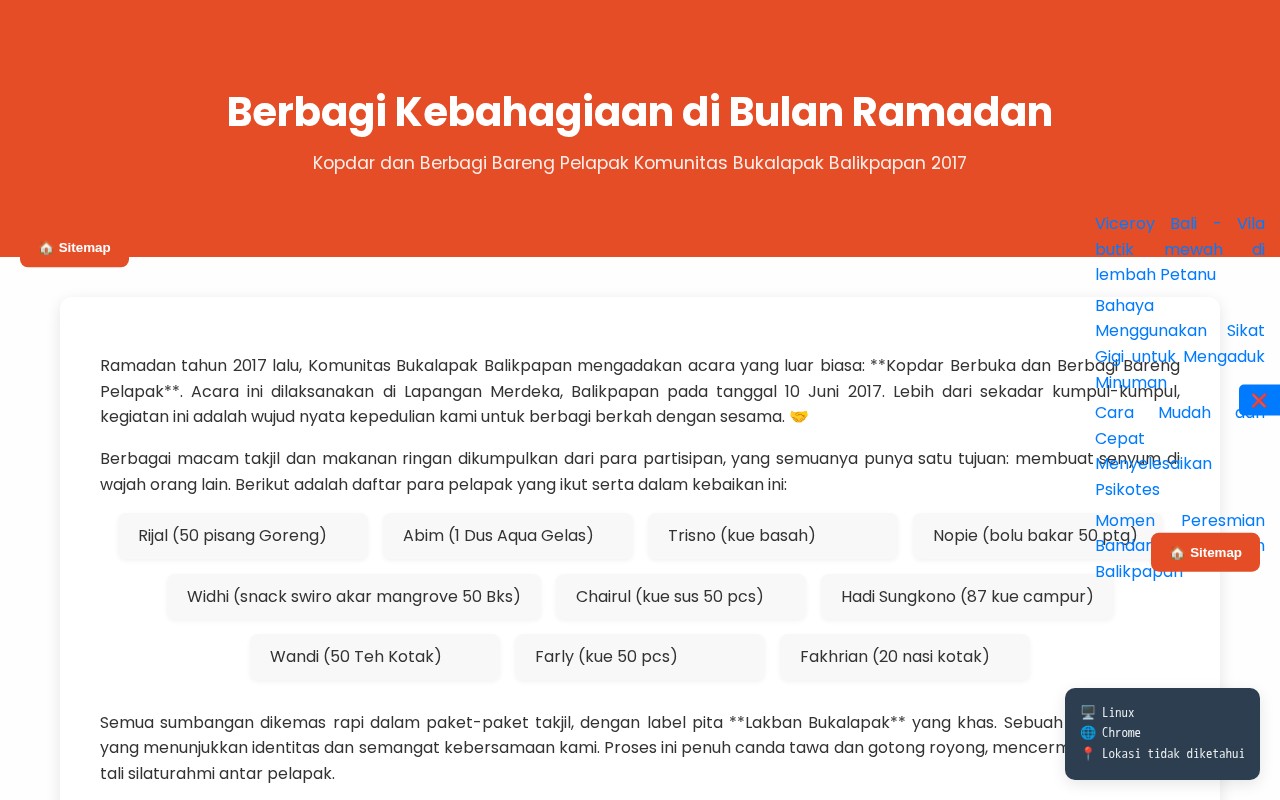 Berbagi Kebahagiaan di Bulan Ramadan
Kopdar dan Berbagi Bareng Pelapak Komunitas Bukalapak Balikpapan 2017
🏠 Sitemap
Ramadan tahun 2017 lalu, Komunitas Bukalapak Balikpapan mengadakan acara yang luar biasa: **Kopdar Berbuka dan Berbagi Bareng
Pelapak**. Acara ini dilaksanakan di Lapangan Merdeka, Balikpapan pada tanggal 10 Juni 2017. Lebih dari sekadar kumpul-kumpul,
kegiatan ini adalah wujud nyata kepedulian kami untuk berbagi berkah dengan sesama. 🤝
Berbagai macam takjil dan makanan ringan dikumpulkan dari para partisipan, yang semuanya punya satu tujuan: membuat senyum di
wajah orang lain. Berikut adalah daftar para pelapak yang ikut serta dalam kebaikan ini:
Rijal (50 pisang Goreng)
Abim (1 Dus Aqua Gelas)
Trisno (kue basah)
Nopie (bolu bakar 50 ptg)
Widhi (snack swiro akar mangrove 50 Bks)
Chairul (kue sus 50 pcs)
Hadi Sungkono (87 kue campur)
Wandi (50 Teh Kotak)
Farly (kue 50 pcs)
Fakhrian (20 nasi kotak)
Semua sumbangan dikemas rapi dalam paket-paket takjil, dengan label pita **Lakban Bukalapak** yang khas. Sebuah
yang menunjukkan identitas dan semangat kebersamaan kami. Proses ini penuh canda tawa dan gotong royong,
tali silaturahmi antar pelapak.
Viceroy Bali - Vila
butik mewah di
lembah Petanu
Bahaya
Menggunakan Sikat
Gigi untuk Mengaduk
Minuman
Cara Mudah dan
Cepat
Menyelesaikan
Psikotes
Momen Peresmian
Balikpapan
🏠 Sitemap
🖥️ Linux
🌐 Chrome
📍 Lokasi tidak diketahui